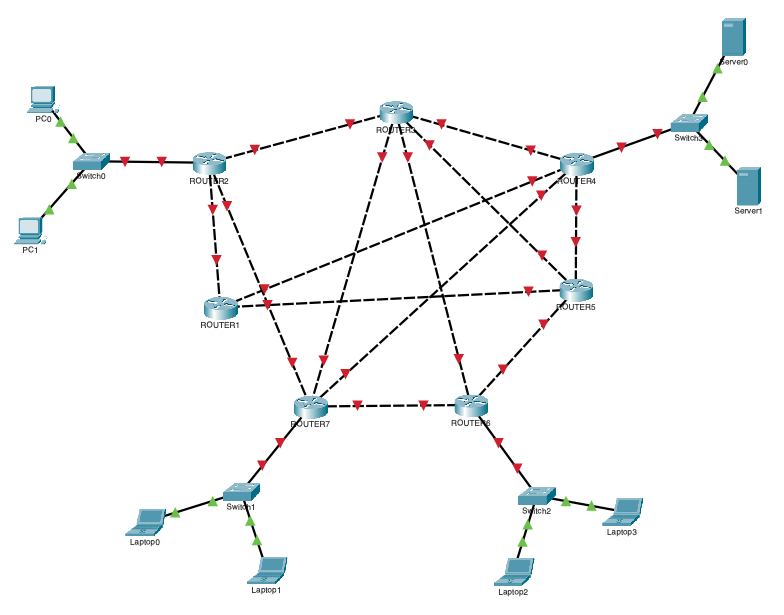 Server0
PC0
ROUTER3
Switch3
Switch0
ROUTER2
ROUTER4
Server1
PC1
ROUTER5
ROUTER1
ROUTER7
ROUTER6
Switch1
Switch2
Laptop0
Laptop3
Laptop1
Laptop2